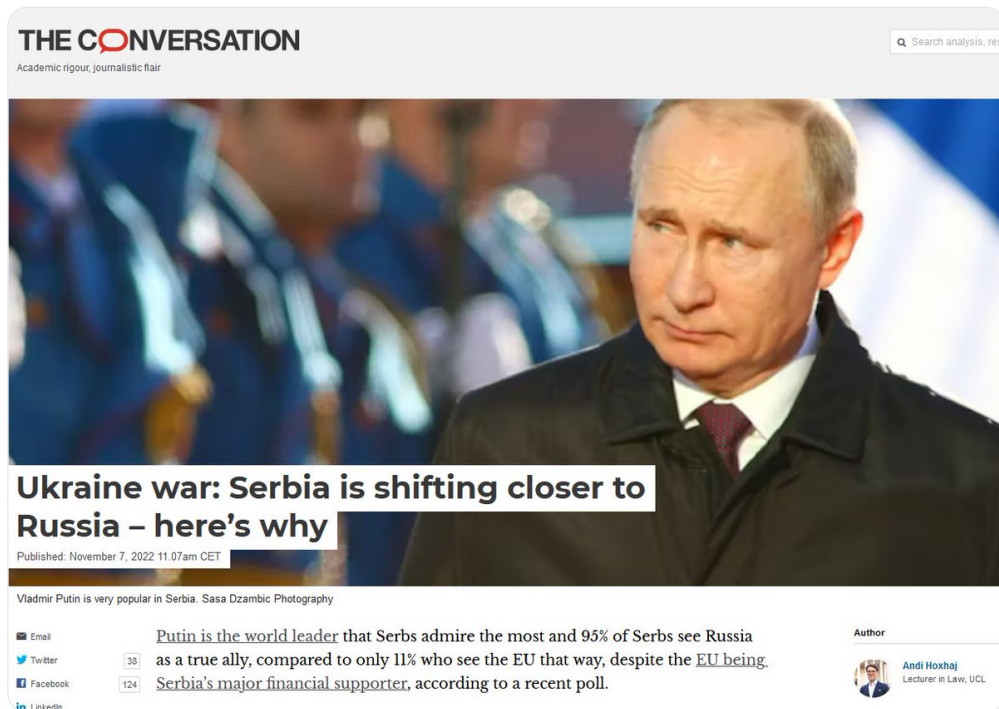 THE CONVERSATION
Academic rigour, journalistic flair
Search analysis,
Ukraine war: Serbia is shifting closer to
Russia – here's why
Published: November 7, 2022 11.07am CET
Vladmir Putin is very popular in Serbia. Sasa Dzambic Photography
Email
Twitter
38
Facebook
124
LinkedIn
Putin is the world leader that Serbs admire the most and 95% of Serbs see Russia
as a true ally, compared to only 11% who see the EU that way, despite the EU being
Serbia's major financial supporter, according to a recent poll.
Author
Andi Hoxhaj
Lecturer in Law, UCL